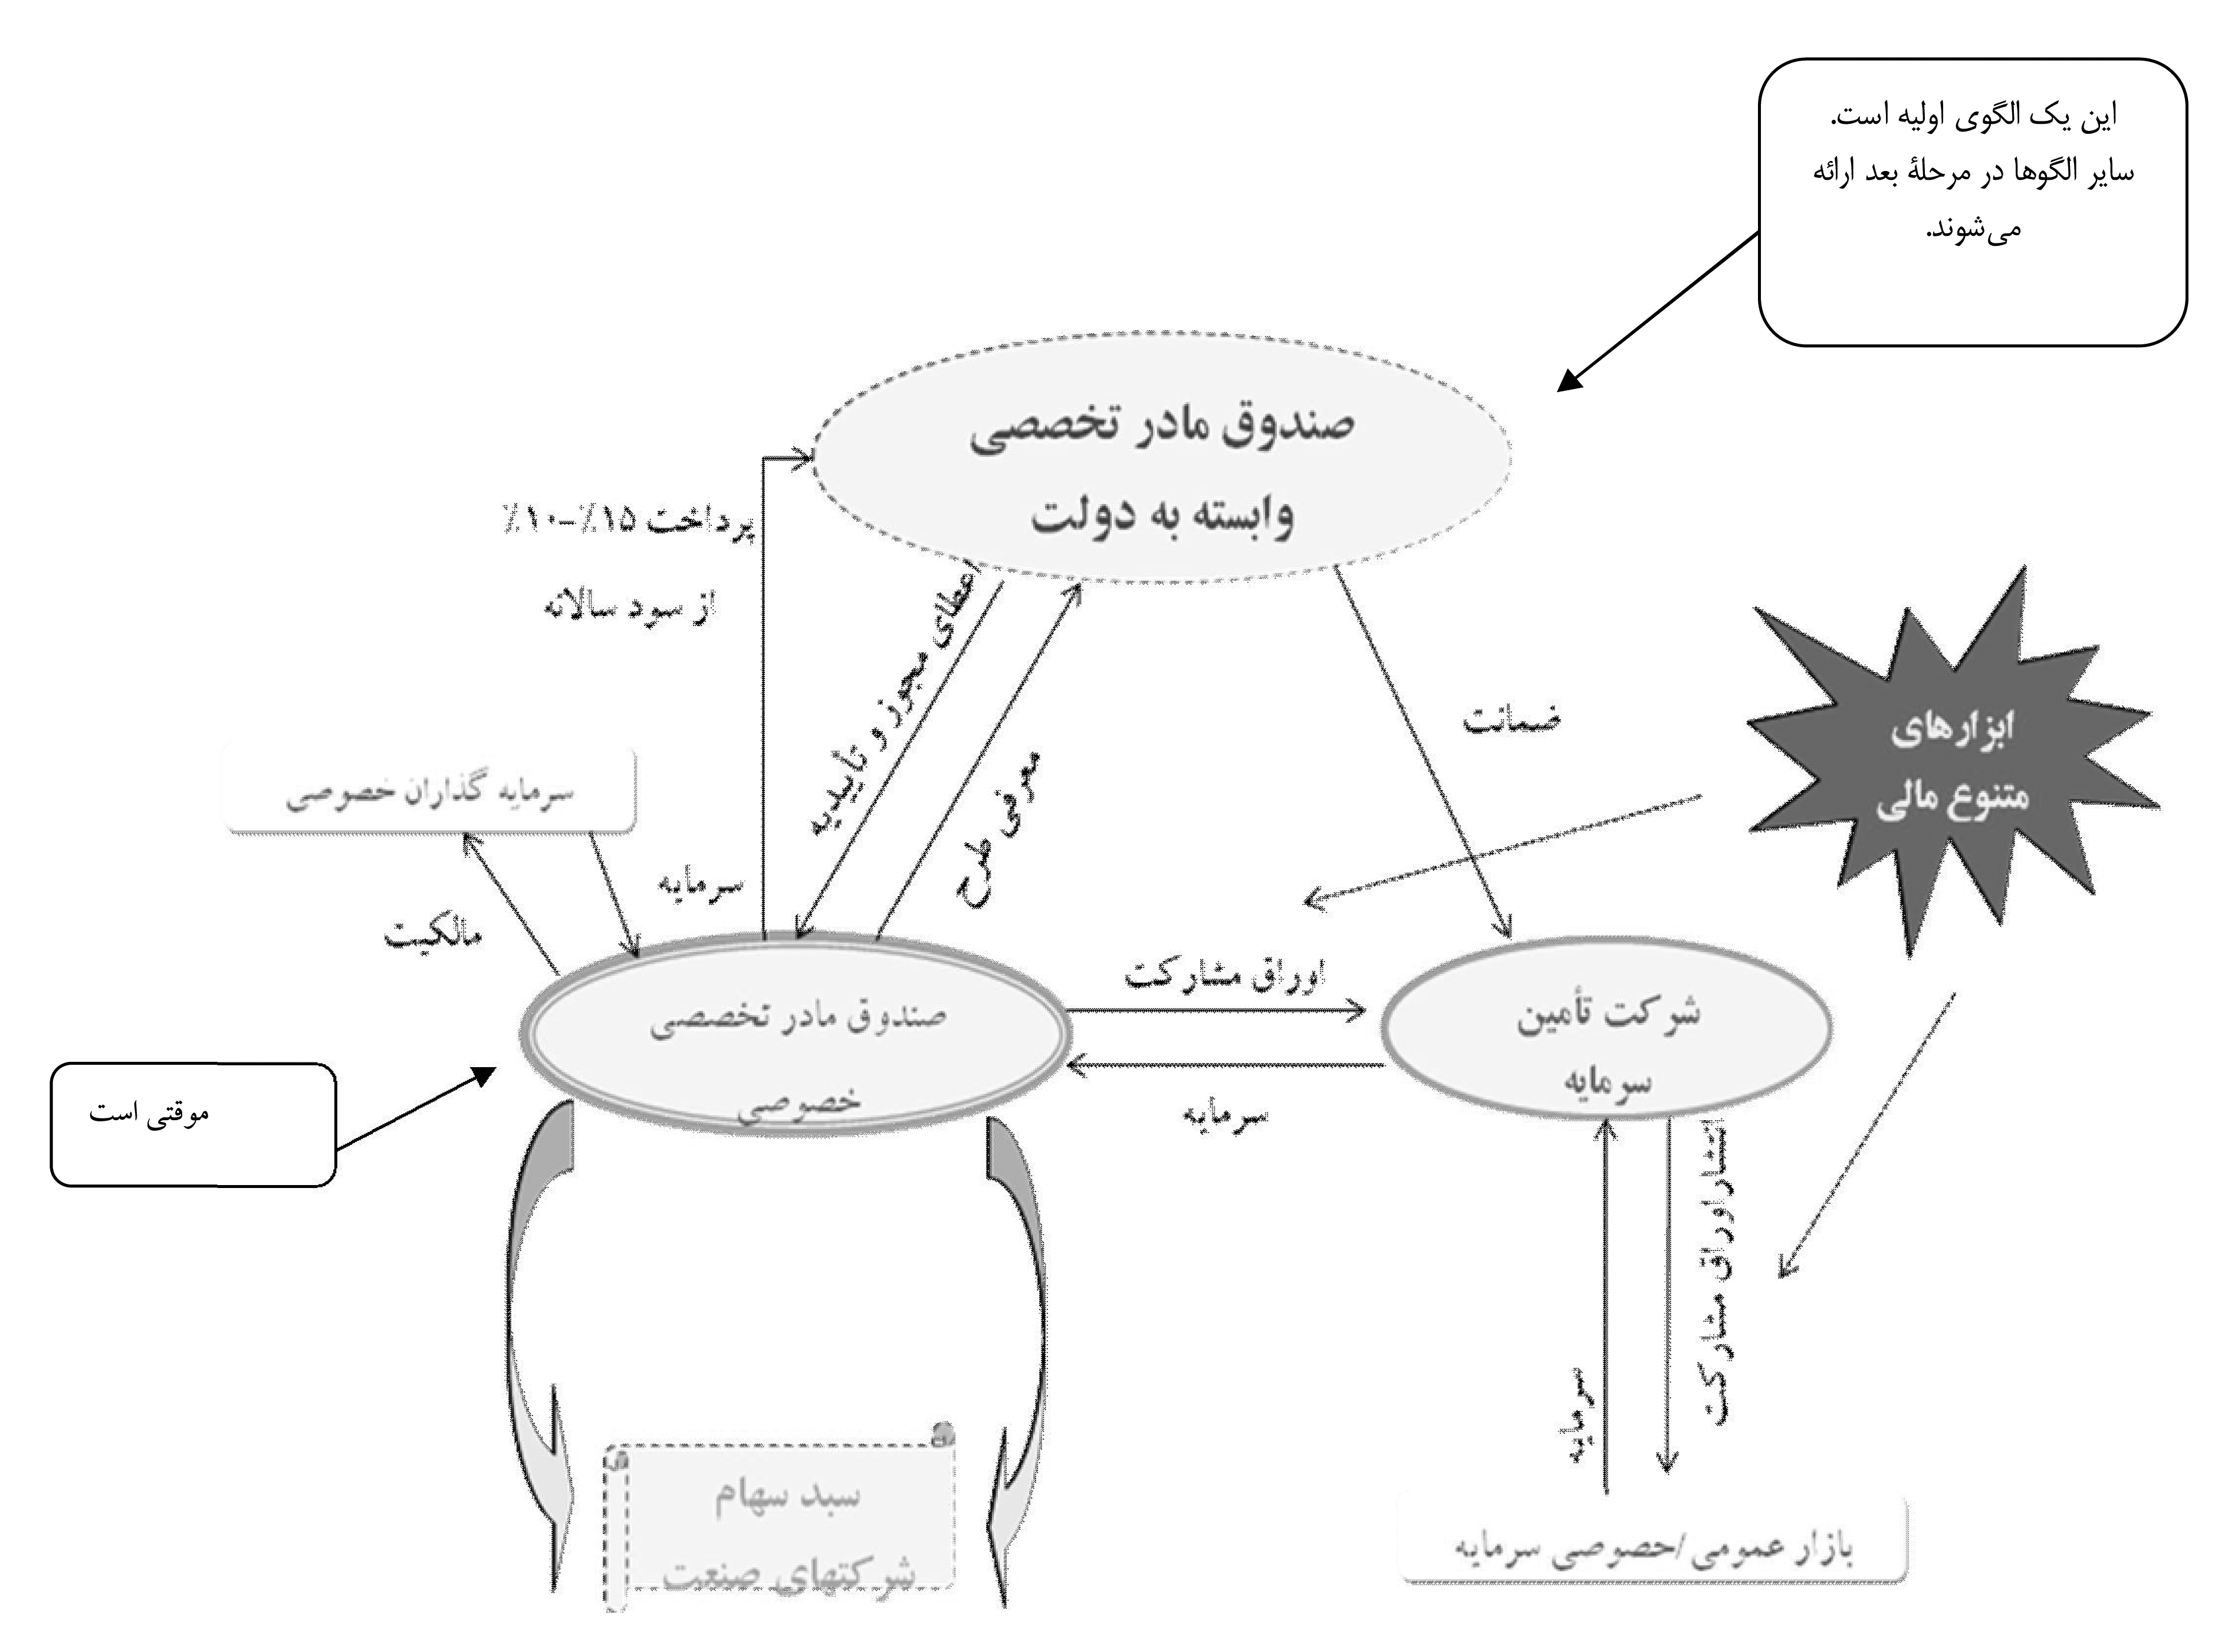 این یک الگوی اولیه است.
سایر الگوها در مرحلهٔ بعد ارائه
می‌شوند.
صندوق مادر تخصصی
وابسته به دولت
پرداخت ۱۵٪-۱۰٪
از سود سالانه
اعطای مجوز و تأییدیه
معرفی طرح
ضمانت
ابزارهای
متنوع مالی
سرمایه گذاران خصوصی
سرمایه
مالکیت
اوراق مشارکت
صندوق مادر تخصصی
خصوصی
شرکت تأمین
سرمایه
سرمایه
موقتی است
انتشار اوراق مشارکت
سرمایه
سبد سهام
شرکتهای صنعت
بازار عمومی/حصوصی سرمایه